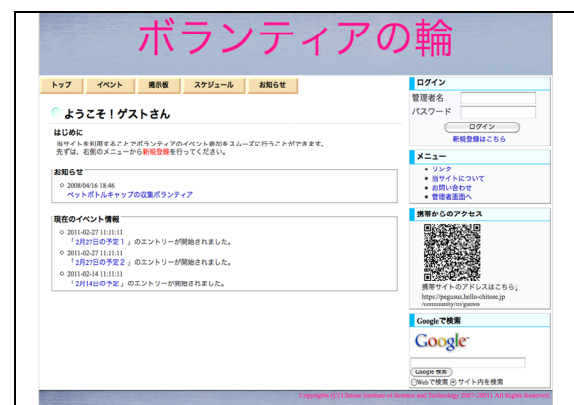 ボランティアの輪
トップ
イベント
掲示板
スケジュール
お知らせ
ようこそ！ゲストさん
はじめに
当サイトを利用することでボランティアのイベント参加をスムーズに行うことができます。
先ずは、右側のメニューから新規登録を行ってください。
お知らせ
2008/04/16 18:46
ペットボトルキャップの収集ボランティア
現在のイベント情報
2011-02-27 11:11:11
「2月27日の予定１」のエントリーが開始されました。
2011-02-27 11:11:11
「2月27日の予定２」のエントリーが開始されました。
2011-02-14 11:11:11
「2月14日の予定」のエントリーが開始されました。
ログイン
管理者名
パスワード
ログイン
新規登録はこちら
メニュー
リンク
当サイトについて
お問い合わせ
管理者画面へ
携帯からのアクセス
携帯サイトのアドレスはこちら↓
https://pegusus.hello-chitose.jp
/community/m/guests
Googleで検索
Google
Google 検索
Webで検索 サイト内を検索
Copyrights (C) Chitose Institute of Science and Technology 2007-20011 All Rights Reserved.